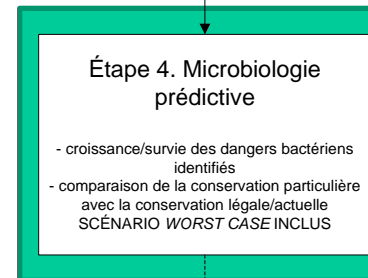 Étape 4. Microbiologie
prédictive
- croissance/survie des dangers bactériens
identifiés
- comparaison de la conservation particulière
avec la conservation légale/actuelle
SCÉNARIO WORST CASE INCLUS